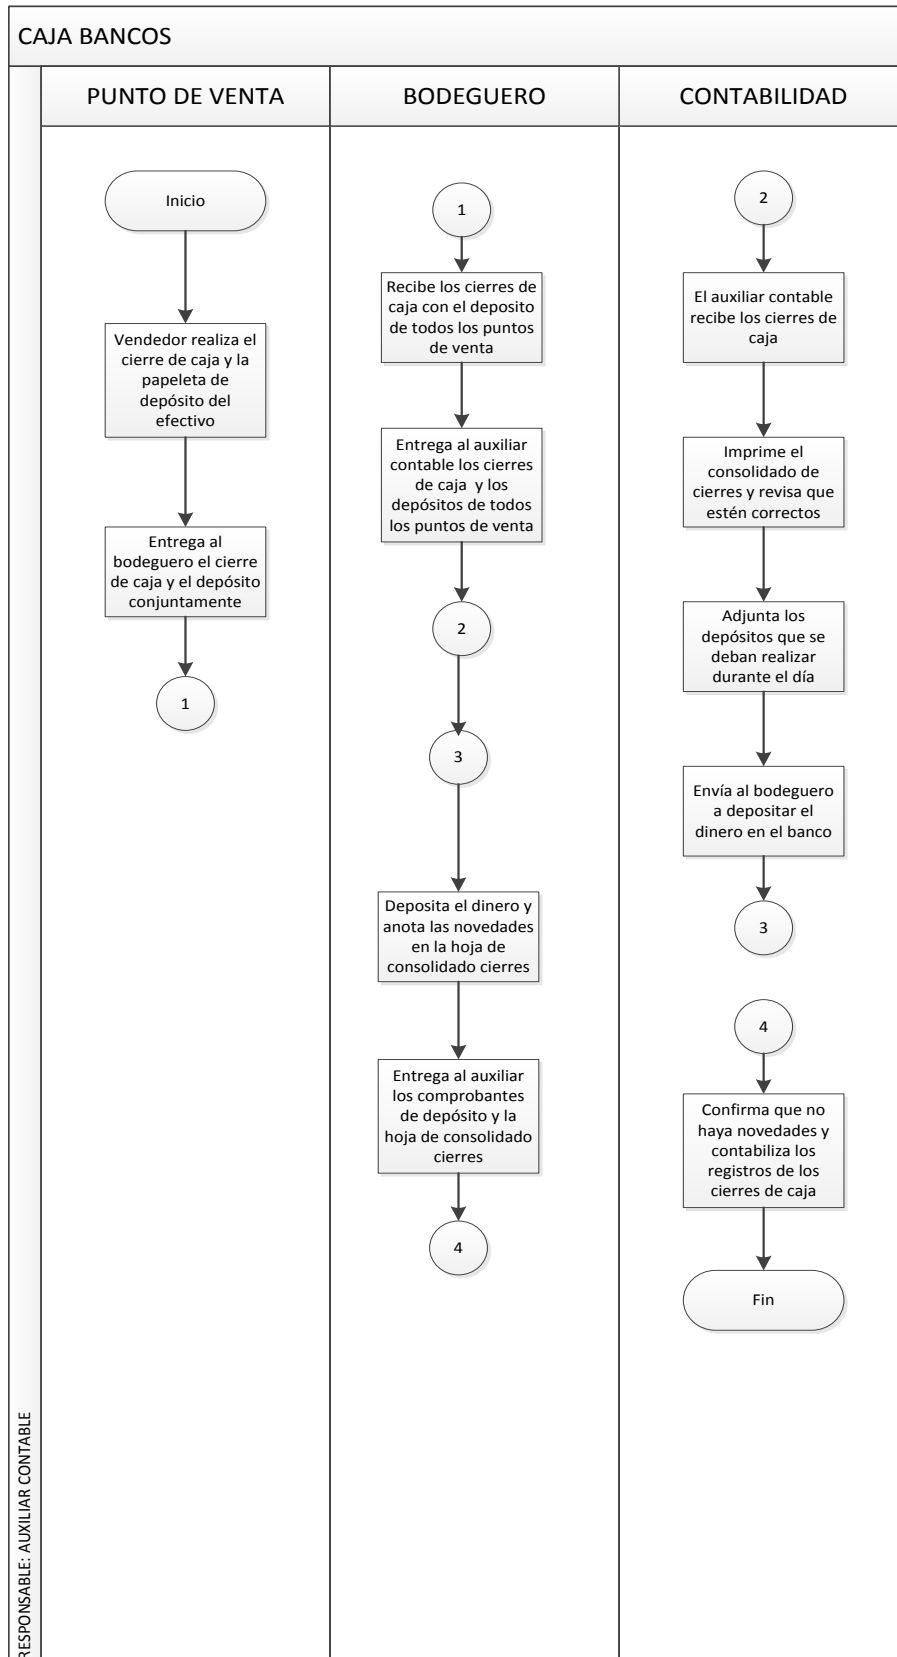 CAJA BANCOS
PUNTO DE VENTA
BODEGUERO
CONTABILIDAD
Inicio
Vendedor realiza el
cierre de caja y la
papeleta de
depósito del
efectivo
Entrega al
bodeguero el cierre
de caja y el depósito
conjuntamente
1
1
Recibe los cierres de
caja con el deposito
de todos los puntos
de venta
Entrega al auxiliar
contable los cierres
de caja y los
depósitos de todos
los puntos de venta
2
3
Deposita el dinero y
anota las novedades
en la hoja de
consolidado cierres
Entrega al auxiliar
los comprobantes
de depósito y la
hoja de consolidado
cierres
4
2
El auxiliar contable
recibe los cierres de
caja
Imprime el
consolidado de
cierres y revisa que
estén correctos
Adjunta los
depósitos que se
deban realizar
durante el día
Envía al bodeguero
a depositar el
dinero en el banco
3
4
Confirma que no
haya novedades y
contabiliza los
registros de los
cierres de caja
Fin
RESPONSABLE: AUXILIAR CONTABLE